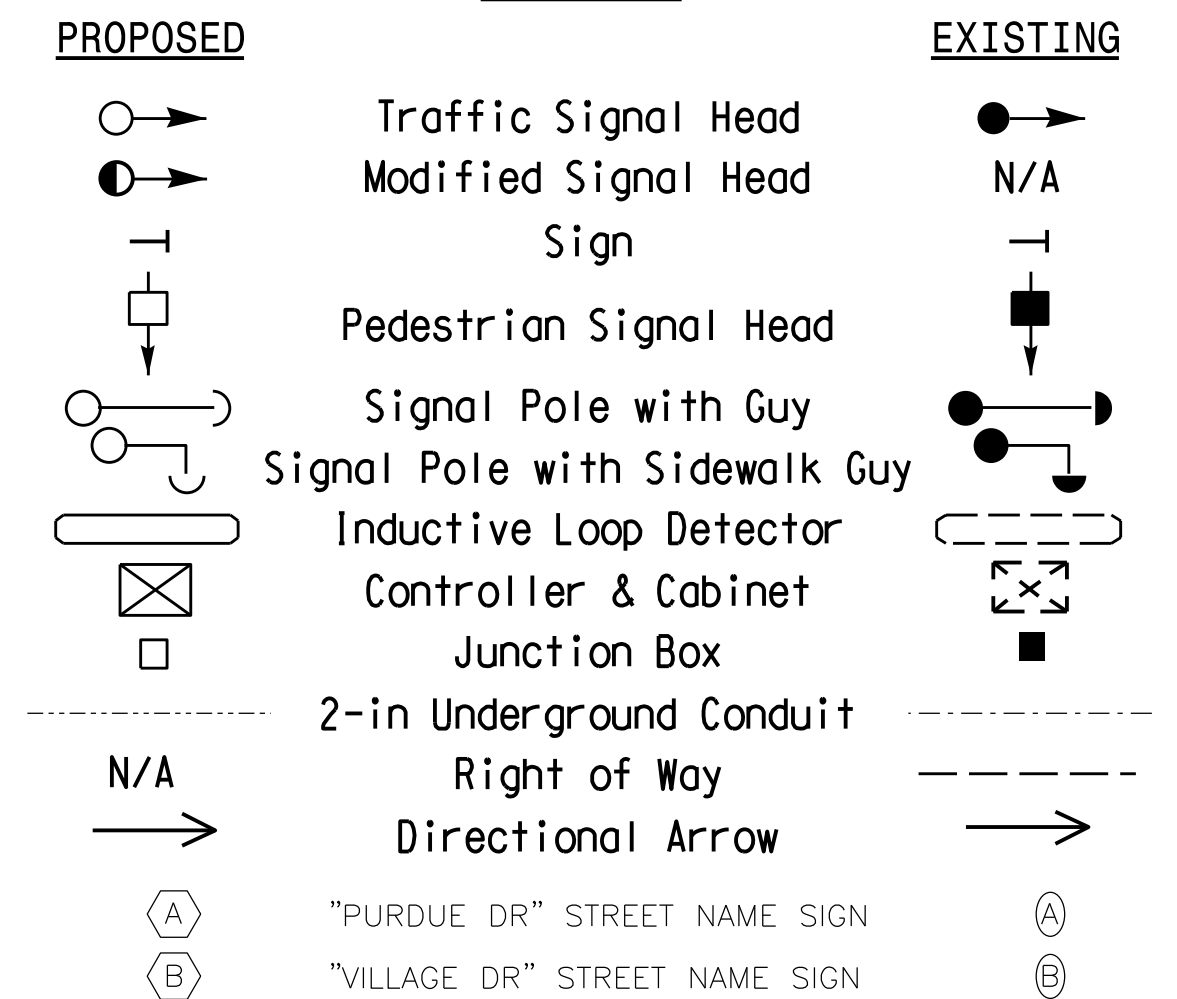 PROPOSED EXISTING
Traffic Signal Head
Modified Signal Head N/A
Sign
Pedestrian Signal Head
Signal Pole with Guy
Signal Pole with Sidewalk Guy
Inductive Loop Detector
Controller & Cabinet
Junction Box
2-in Underground Conduit
N/A Right of Way
Directional Arrow
A "PURDUE DR" STREET NAME SIGN A
B "VILLAGE DR" STREET NAME SIGN B